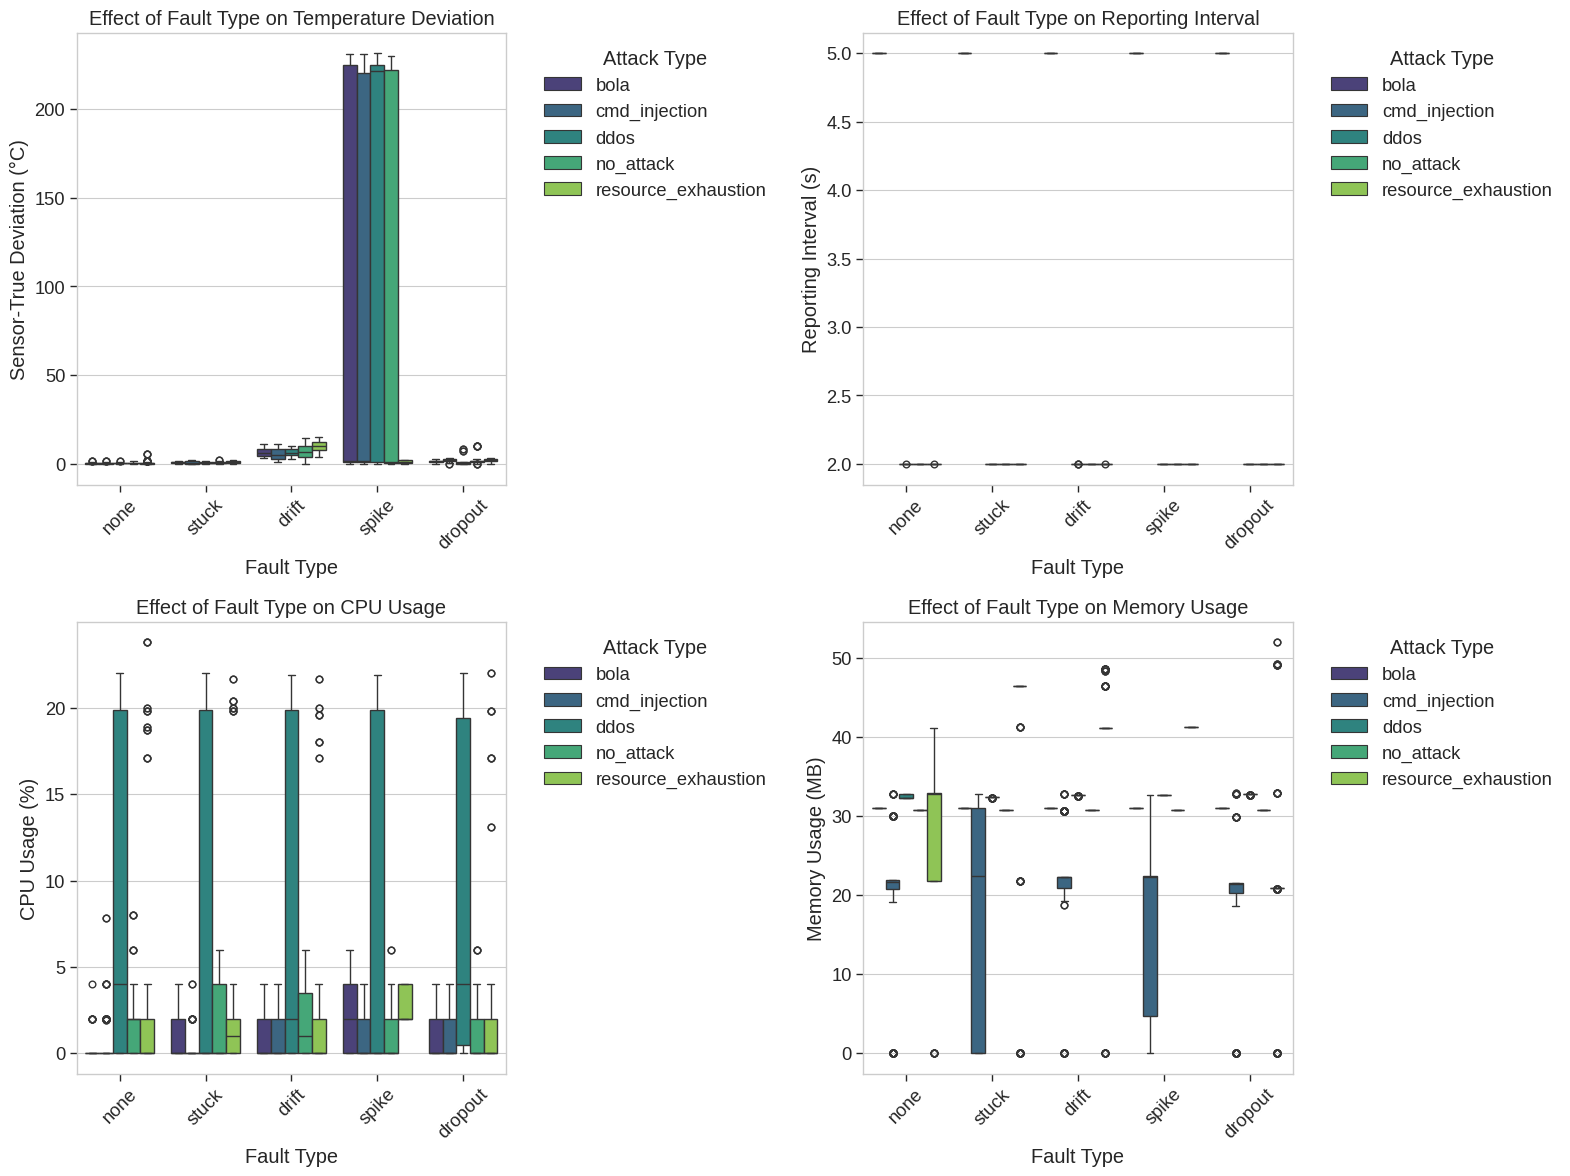 Effect of Fault Type on Temperature Deviation
Sensor-True Deviation (°C)
200
150
100
50
0
none
stuck
drift
spike
dropout
Fault Type
Attack Type
bola
cmd_injection
ddos
no_attack
resource_exhaustion
Effect of Fault Type on Reporting Interval
Reporting Interval (s)
5.0
4.5
4.0
3.5
3.0
2.5
2.0
none
stuck
drift
spike
dropout
Fault Type
Attack Type
bola
cmd_injection
ddos
no_attack
resource_exhaustion
Effect of Fault Type on CPU Usage
CPU Usage (%)
20
15
10
5
0
none
stuck
drift
spike
dropout
Fault Type
Attack Type
bola
cmd_injection
ddos
no_attack
resource_exhaustion
Effect of Fault Type on Memory Usage
Memory Usage (MB)
50
40
30
20
10
0
none
stuck
drift
spike
dropout
Fault Type
Attack Type
bola
cmd_injection
ddos
no_attack
resource_exhaustion